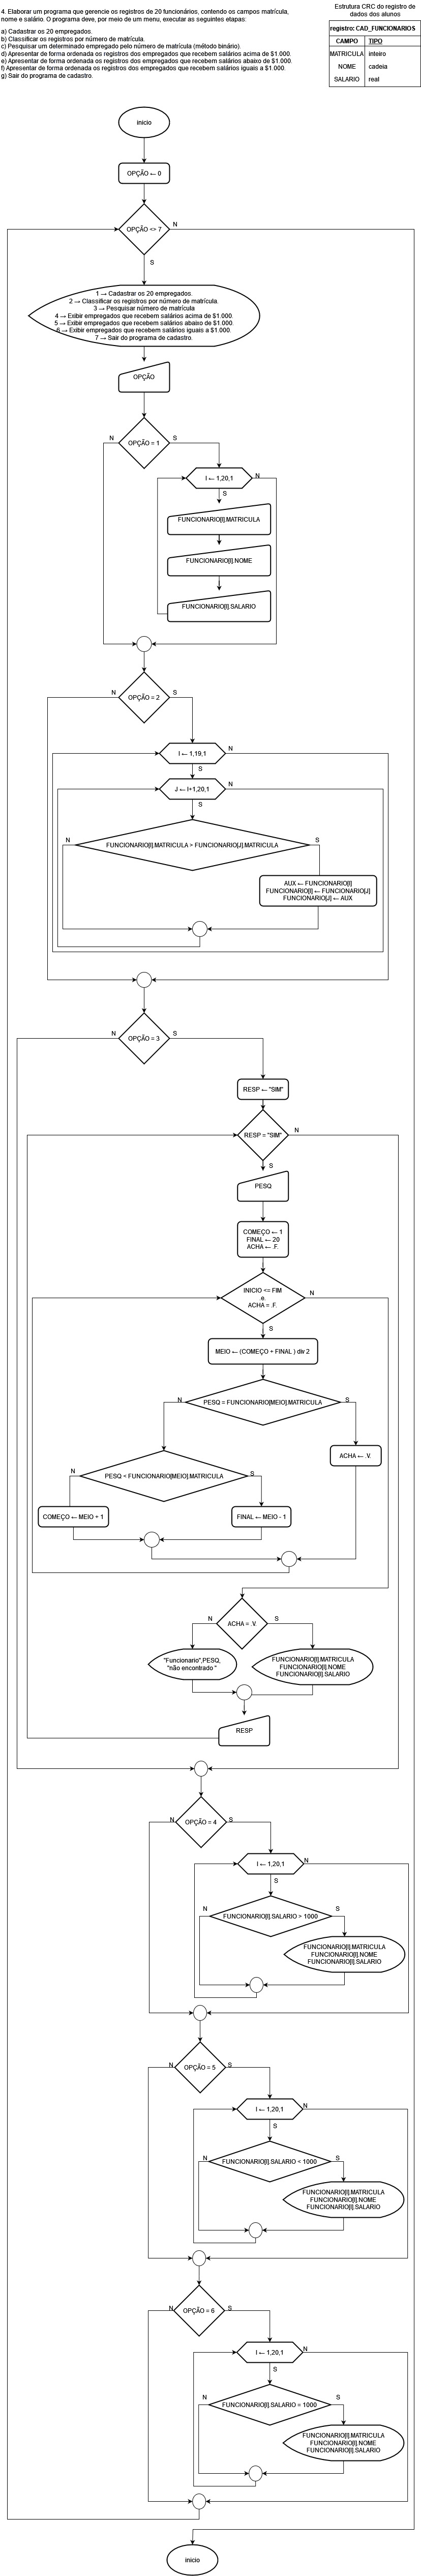 4. Elaborar um programa que gerencie os registros de 20 funcionários, contendo os campos matrícula,
nome e salário. O programa deve, por meio de um menu, executar as seguintes etapas:
a) Cadastrar os 20 empregados.
b) Classificar os registros por número de matrícula.
c) Pesquisar um determinado empregado pelo número de matrícula (método binário).
d) Apresentar de forma ordenada os registros dos empregados que recebem salários acima de $1.000.
e) Apresentar de forma ordenada os registros dos empregados que recebem salários abaixo de $1.000.
f) Apresentar de forma ordenada os registros dos empregados que recebem salários iguais a $1.000.
g) Sair do programa de cadastro.
Estrutura CRC do registro de
dados dos alunos
registro: CAD_FUNCIONARIOS
CAMPO TIPO
MATRICULA inteiro
NOME cadeia
SALARIO real
inicio
OPÇÃO ← 0
OPÇÃO <= 7
N
S
1 → Cadastrar os 20 empregados.
2 → Classificar os registros por número de matrícula.
3 → Pesquisar número de matrícula
4 → Exibir empregados que recebem salários acima de $1.000.
5 → Exibir empregados que recebem salários abaixo de $1.000.
6 → Exibir empregados que recebem salários iguais a $1.000.
7 → Sair do programa de cadastro.
OPÇÃO
N
OPÇÃO = 1
S
I ← 1,20,1
N
S
FUNCIONARIO[I].MATRICULA
FUNCIONARIO[I].NOME
FUNCIONARIO[I].SALARIO
N
OPÇÃO = 2
S
I ← 1,19,1
N
S
J ← I+1,20,1
N
S
N
FUNCIONARIO[I].MATRICULA > FUNCIONARIO[J].MATRICULA
S
AUX ← FUNCIONARIO[I]
FUNCIONARIO[I] ← FUNCIONARIO[J]
FUNCIONARIO[J] ← AUX
N
OPÇÃO = 3
S
RESP ← "SIM"
RESP = "SIM"
N
S
PESQ
COMEÇO ← 1
FINAL ← 20
ACHA ← .F.
INICIO <= FIM
.e.
ACHA = .F.
N
S
MEIO ← (COMEÇO + FINAL ) div 2
N
PESQ = FUNCIONARIO[MEIO].MATRICULA
S
ACHA ← .V.
N
PESQ < FUNCIONARIO[MEIO].MATRICULA
S
COMEÇO ← MEIO + 1
FINAL ← MEIO - 1
N
ACHA = .V.
S
"Funcionario",PESQ,
"não encontrado "
FUNCIONARIO[I].MATRICULA
FUNCIONARIO[I].NOME
FUNCIONARIO[I].SALARIO
RESP
N
OPÇÃO = 4
S
I ← 1,20,1
N
S
N
FUNCIONARIO[I].SALARIO > 1000
S
FUNCIONARIO[I].MATRICULA
FUNCIONARIO[I].NOME
FUNCIONARIO[I].SALARIO
N
OPÇÃO = 5
S
I ← 1,20,1
N
S
N
FUNCIONARIO[I].SALARIO < 1000
S
FUNCIONARIO[I].MATRICULA
FUNCIONARIO[I].NOME
FUNCIONARIO[I].SALARIO
N
OPÇÃO = 6
S
I ← 1,20,1
N
S
N
FUNCIONARIO[I].SALARIO = 1000
S
FUNCIONARIO[I].MATRICULA
FUNCIONARIO[I].NOME
FUNCIONARIO[I].SALARIO
inicio